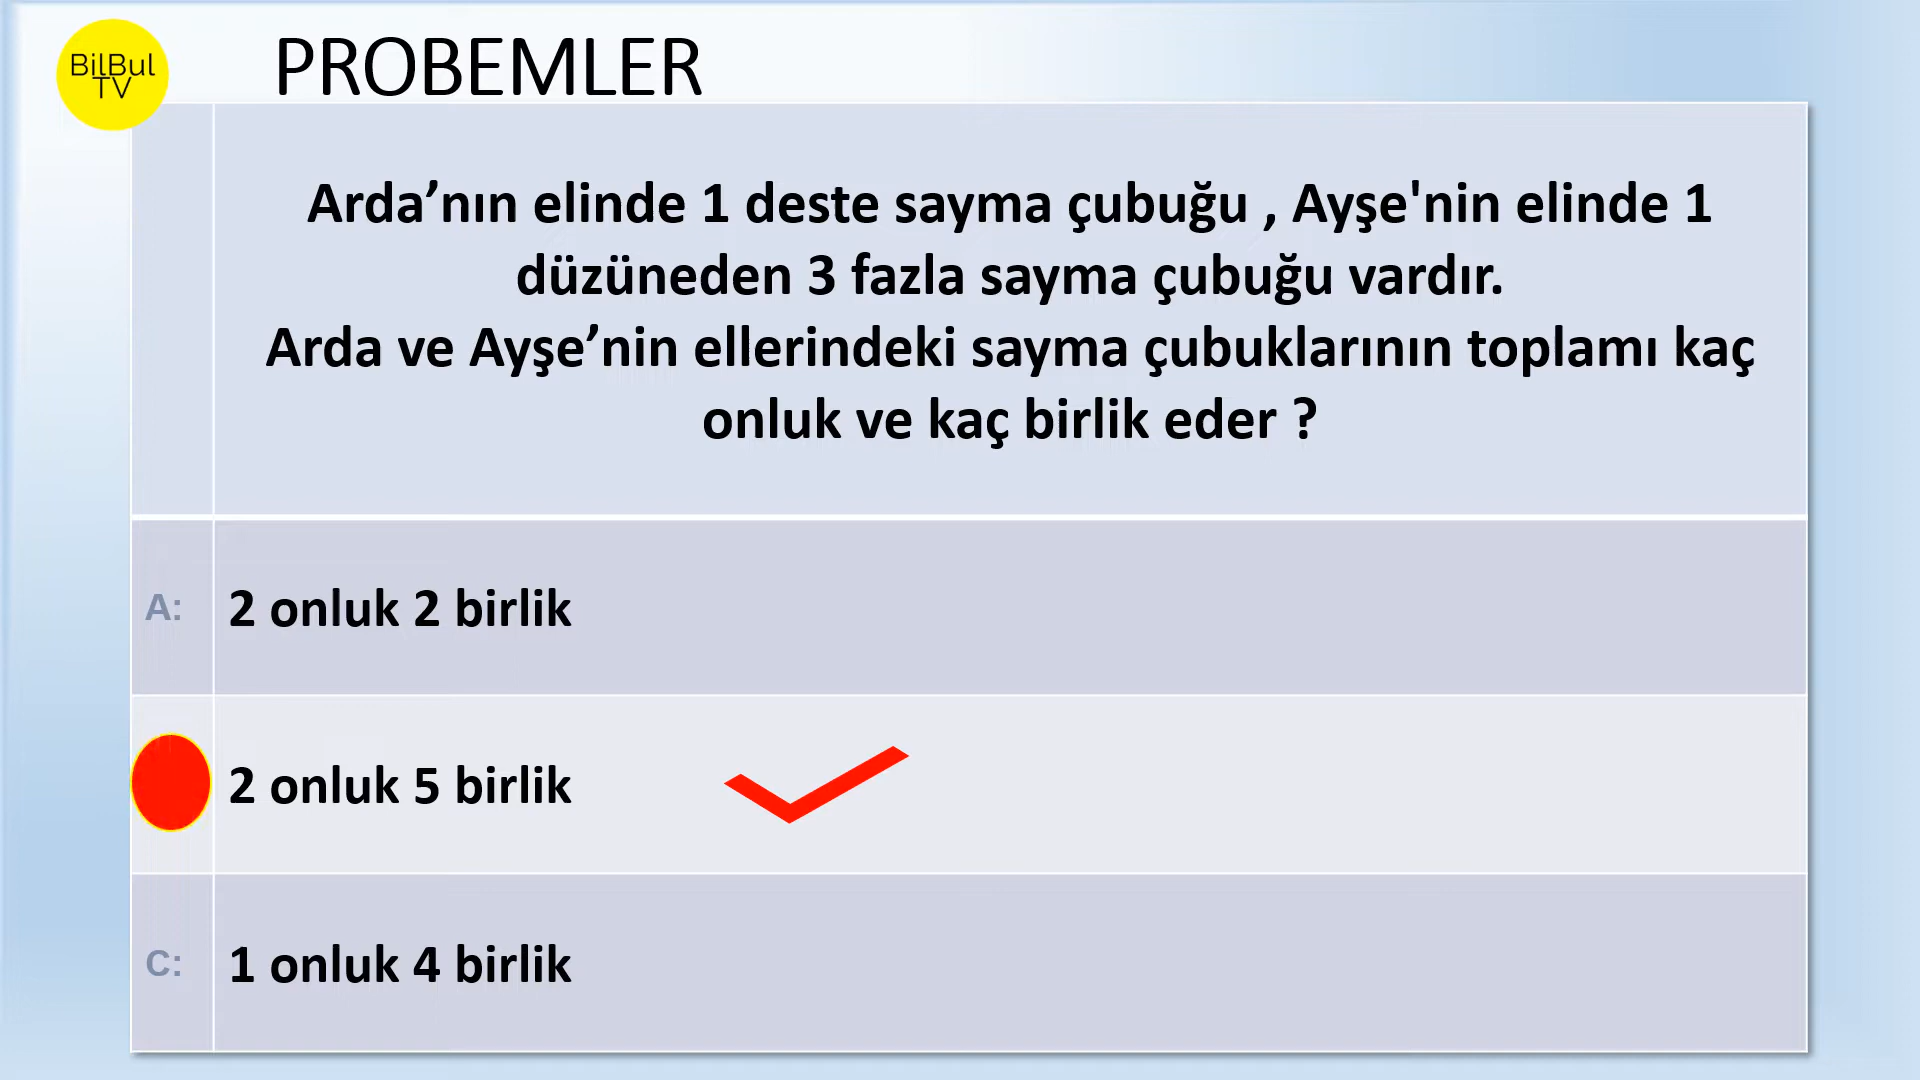 BilBul
TV
PROBEMLER
Arda’nın elinde 1 deste sayma çubuğu , Ayşe'nin elinde 1
düzüneden 3 fazla sayma çubuğu vardır.
Arda ve Ayşe’nin ellerindeki sayma çubuklarının toplamı kaç
onluk ve kaç birlik eder ?
A: 2 onluk 2 birlik
2 onluk 5 birlik
C: 1 onluk 4 birlik